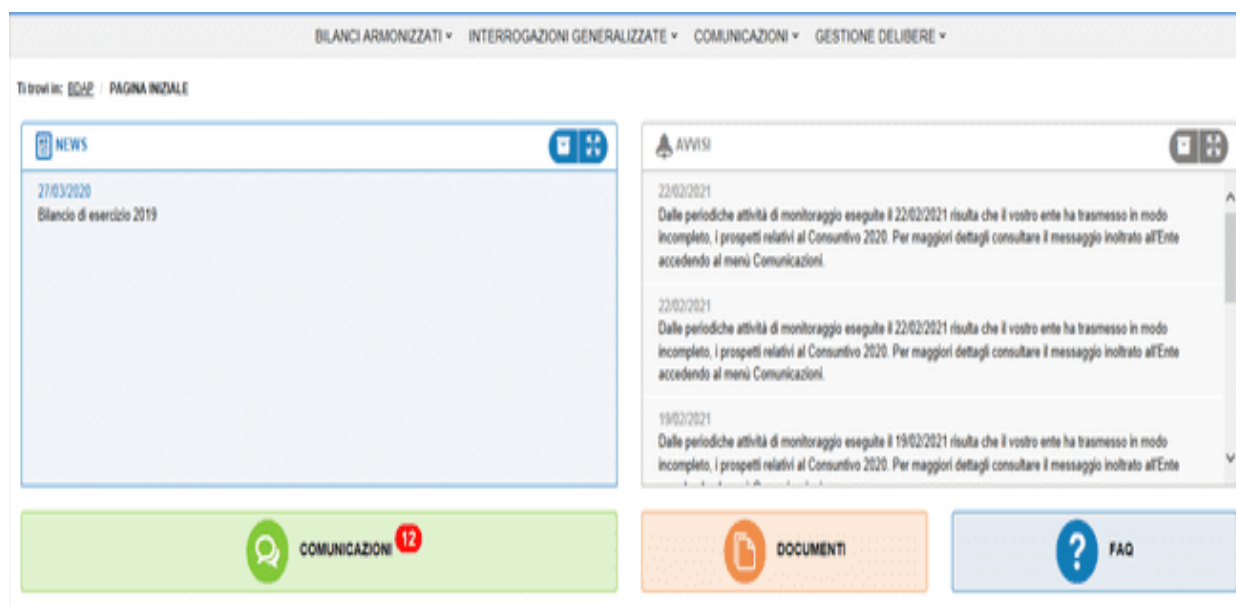 BILANCI ARMONIZZATI INTERROGAZIONI GENERALIZZATE COMUNICAZIONI GESTIONE DELIBERE
Ti trovi in: BDAP / PAGINA INIZIALE
NEWS
27/03/2020
Bilancio di esercizio 2019
AVVISI
22/02/2021
Dalle periodiche attività di monitoraggio eseguite il 22/02/2021 risulta che il vostro ente ha trasmesso in modo
incompleto, i prospetti relativi al Consuntivo 2020. Per maggiori dettagli consultare il messaggio inoltrato all'Ente
accedendo al menù Comunicazioni.
22/02/2021
Dalle periodiche attività di monitoraggio eseguite il 22/02/2021 risulta che il vostro ente ha trasmesso in modo
incompleto, i prospetti relativi al Consuntivo 2020. Per maggiori dettagli consultare il messaggio inoltrato all'Ente
accedendo al menù Comunicazioni.
19/02/2021
Dalle periodiche attività di monitoraggio eseguite il 19/02/2021 risulta che il vostro ente ha trasmesso in modo
incompleto, i prospetti relativi al Consuntivo 2020. Per maggiori dettagli consultare il messaggio inoltrato all'Ente
COMUNICAZIONI 12
DOCUMENTI
? FAQ